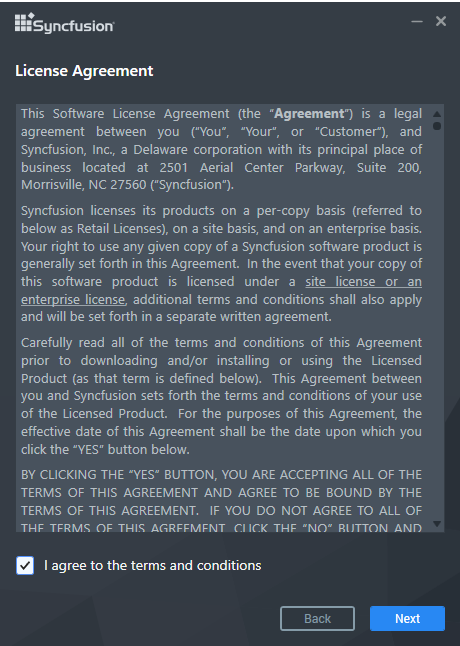 Syncfusion®
License Agreement
This Software License Agreement (the “Agreement”) is a legal
agreement between you (“You”, “Your”, or “Customer”), and
Syncfusion, Inc., a Delaware corporation with its principal place of
business located at 2501 Aerial Center Parkway, Suite 200,
Morrisville, NC 27560 (“Syncfusion”).
Syncfusion licenses its products on a per-copy basis (referred to
below as Retail Licenses), on a site basis, and on an enterprise basis.
Your right to use any given copy of a Syncfusion software product is
generally set forth in this Agreement.  In the event that your copy of
this software product is licensed under a site license or an
enterprise license, additional terms and conditions shall also apply
and will be set forth in a separate written agreement.
Carefully read all of the terms and conditions of this Agreement
prior to downloading and/or installing or using the Licensed
Product (as that term is defined below).  This Agreement between
you and Syncfusion sets forth the terms and conditions of your use
of the Licensed Product.  For the purposes of this Agreement, the
effective date of this Agreement shall be the date upon which you
click the “YES” button below.
BY CLICKING THE “YES” BUTTON, YOU ARE ACCEPTING ALL OF THE
TERMS OF THIS AGREEMENT AND AGREE TO BE BOUND BY THE
TERMS OF THIS AGREEMENT.  IF YOU DO NOT AGREE TO ALL OF
THE TERMS OF THIS AGREEMENT, CLICK THE “NO” BUTTON AND
I agree to the terms and conditions
Back
Next